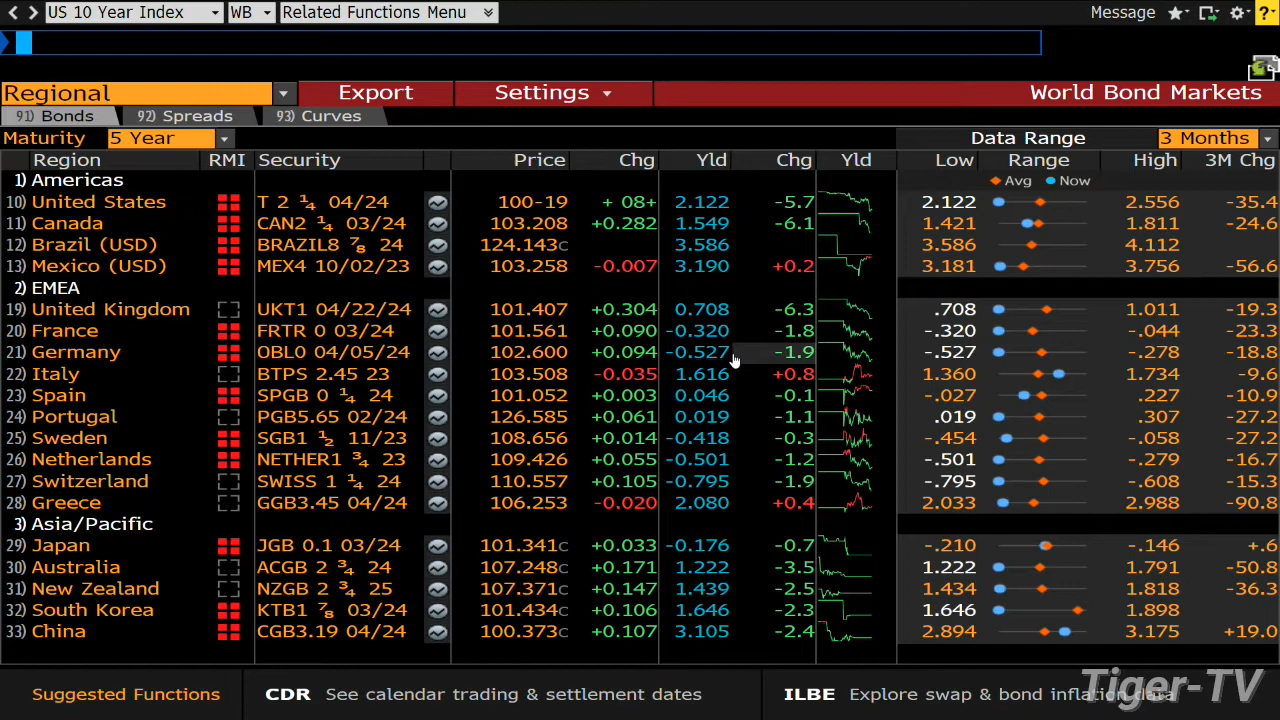 US 10 Year Index WB Related Functions Menu Message ?
Regional Export Settings World Bond Markets
91) Bonds 92) Spreads 93) Curves
Maturity 5 Year Data Range 3 Months
Region RMI Security Price Chg Yld Chg Yld Low Range High 3M Chg
1) Americas Avg Now
10) United States T 2 ¼ 04/24 100-19 + 08+ 2.122 -5.7 2.122 2.556 -35.4
11) Canada CAN2 ¼ 03/24 103.208 +0.282 1.549 -6.1 1.421 1.811 -24.6
12) Brazil (USD) BRAZIL8 ⅞ 24 124.143c 3.586 3.586 4.112
13) Mexico (USD) MEX4 10/02/23 103.258 -0.007 3.190 +0.2 3.181 3.756 -56.6
2) EMEA
19) United Kingdom UKT1 04/22/24 101.407 +0.304 0.708 -6.3 .708 1.011 -19.3
20) France FRTR 0 03/24 101.561 +0.090 -0.320 -1.8 -.320 -.044 -23.3
21) Germany OBL0 04/05/24 102.600 +0.094 -0.527 -1.9 -.527 -.278 -18.8
22) Italy BTPS 2.45 23 103.508 -0.035 1.616 +0.8 1.360 1.734 -9.6
23) Spain SPGB 0 ¼ 24 101.052 +0.003 0.046 -0.1 -.027 .227 -10.9
24) Portugal PGB5.65 02/24 126.585 +0.061 0.019 -1.1 .019 .307 -27.2
25) Sweden SGB1 ½ 11/23 108.656 +0.014 -0.418 -0.3 -.454 -.058 -27.2
26) Netherlands NETHER1 ¾ 23 109.426 +0.055 -0.501 -1.2 -.501 -.279 -16.7
27) Switzerland SWISS 1 ¼ 24 110.557 +0.105 -0.795 -1.9 -.795 -.608 -15.3
28) Greece GGB3.45 04/24 106.253 -0.020 2.080 +0.4 2.033 2.988 -90.8
3) Asia/Pacific
29) Japan JGB 0.1 03/24 101.341c +0.033 -0.176 -0.7 -.210 -.146 +.6
30) Australia ACGB 2 ¾ 24 107.248c +0.171 1.222 -3.5 1.222 1.791 -50.8
31) New Zealand NZGB 2 ¾ 25 107.371c +0.147 1.439 -2.5 1.434 1.818 -36.3
32) South Korea KTB1 ⅞ 03/24 101.434c +0.106 1.646 -2.3 1.646 1.898
33) China CGB3.19 04/24 100.373c +0.107 3.105 -2.4 2.894 3.175 +19.0
Suggested Functions CDR See calendar trading & settlement dates ILBE Explore swap & bond inflation data
Tiger-TV